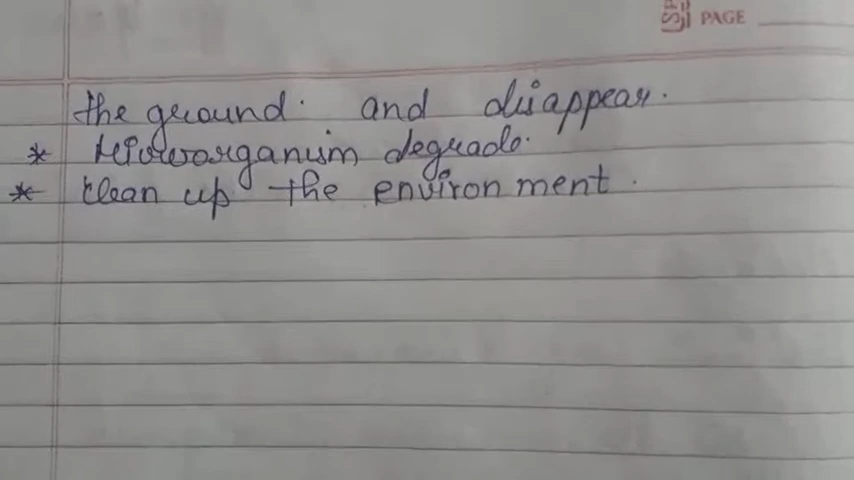 PAGE
the ground. and disappear.
* Microorganism degrade.
* clean up the environment.